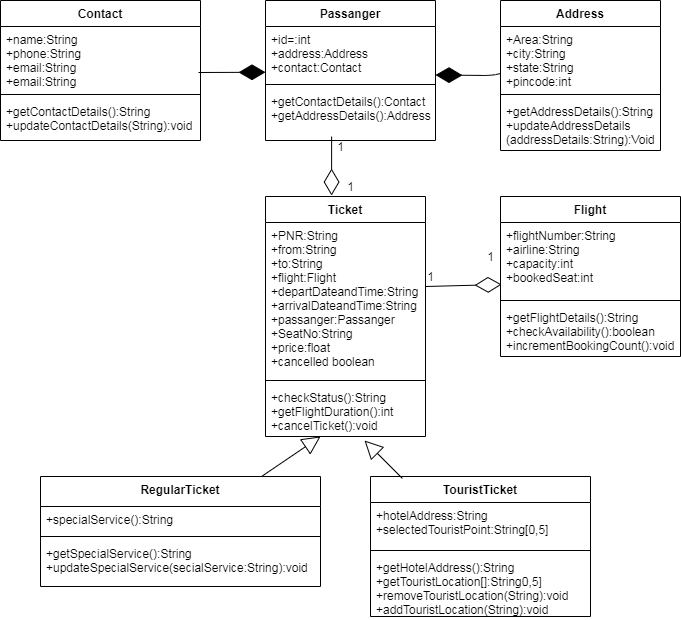 Contact
+name:String
+phone:String
+email:String
+email:String
+getContactDetails():String
+updateContactDetails(String):void
Passanger
+id=:int
+address:Address
+contact:Contact
+getContactDetails():Contact
+getAddressDetails():Address
Address
+Area:String
+city:String
+state:String
+pincode:int
+getAddressDetails():String
+updateAddressDetails
(addressDetails:String):Void
1
1
Ticket
+PNR:String
+from:String
+to:String
+flight:Flight
+departDateandTime:String
+arrivalDateandTime:String
+passanger:Passanger
+SeatNo:String
+price:float
+cancelled boolean
+checkStatus():String
+getFlightDuration():int
+cancelTicket():void
1
1
Flight
+flightNumber:String
+airline:String
+capacity:int
+bookedSeat:int
+getFlightDetails():String
+checkAvailability():boolean
+incrementBookingCount():void
RegularTicket
+specialService():String
+getSpecialService():String
+updateSpecialService(secialService:String):void
TouristTicket
+hotelAddress:String
+selectedTouristPoint:String[0,5]
+getHotelAddress():String
+getTouristLocation[]:String0,5]
+removeTouristLocation(String):void
+addTouristLocation(String):void